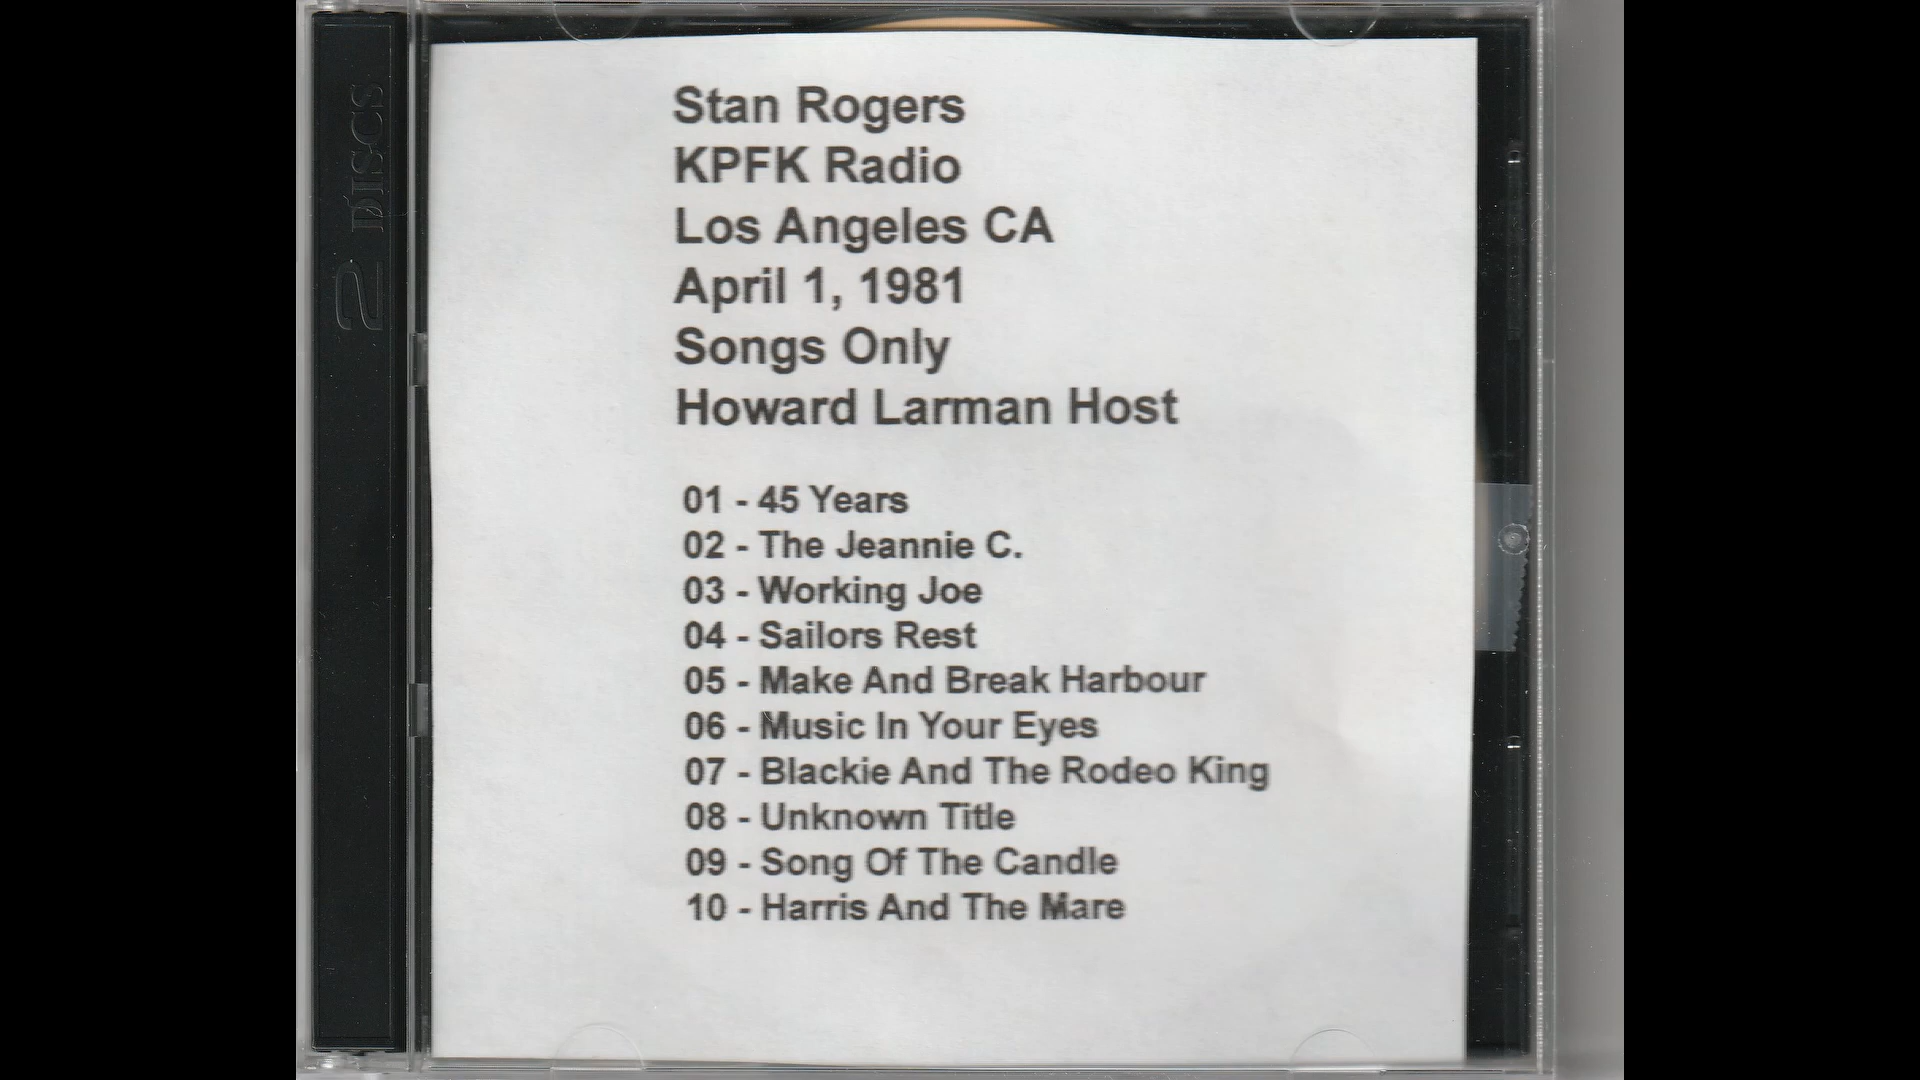 2 DISCS
Stan Rogers
KPFK Radio
Los Angeles CA
April 1, 1981
Songs Only
Howard Larman Host
01 - 45 Years
02 - The Jeannie C.
03 - Working Joe
04 - Sailors Rest
05 - Make And Break Harbour
06 - Music In Your Eyes
07 - Blackie And The Rodeo King
08 - Unknown Title
09 - Song Of The Candle
10 - Harris And The Mare